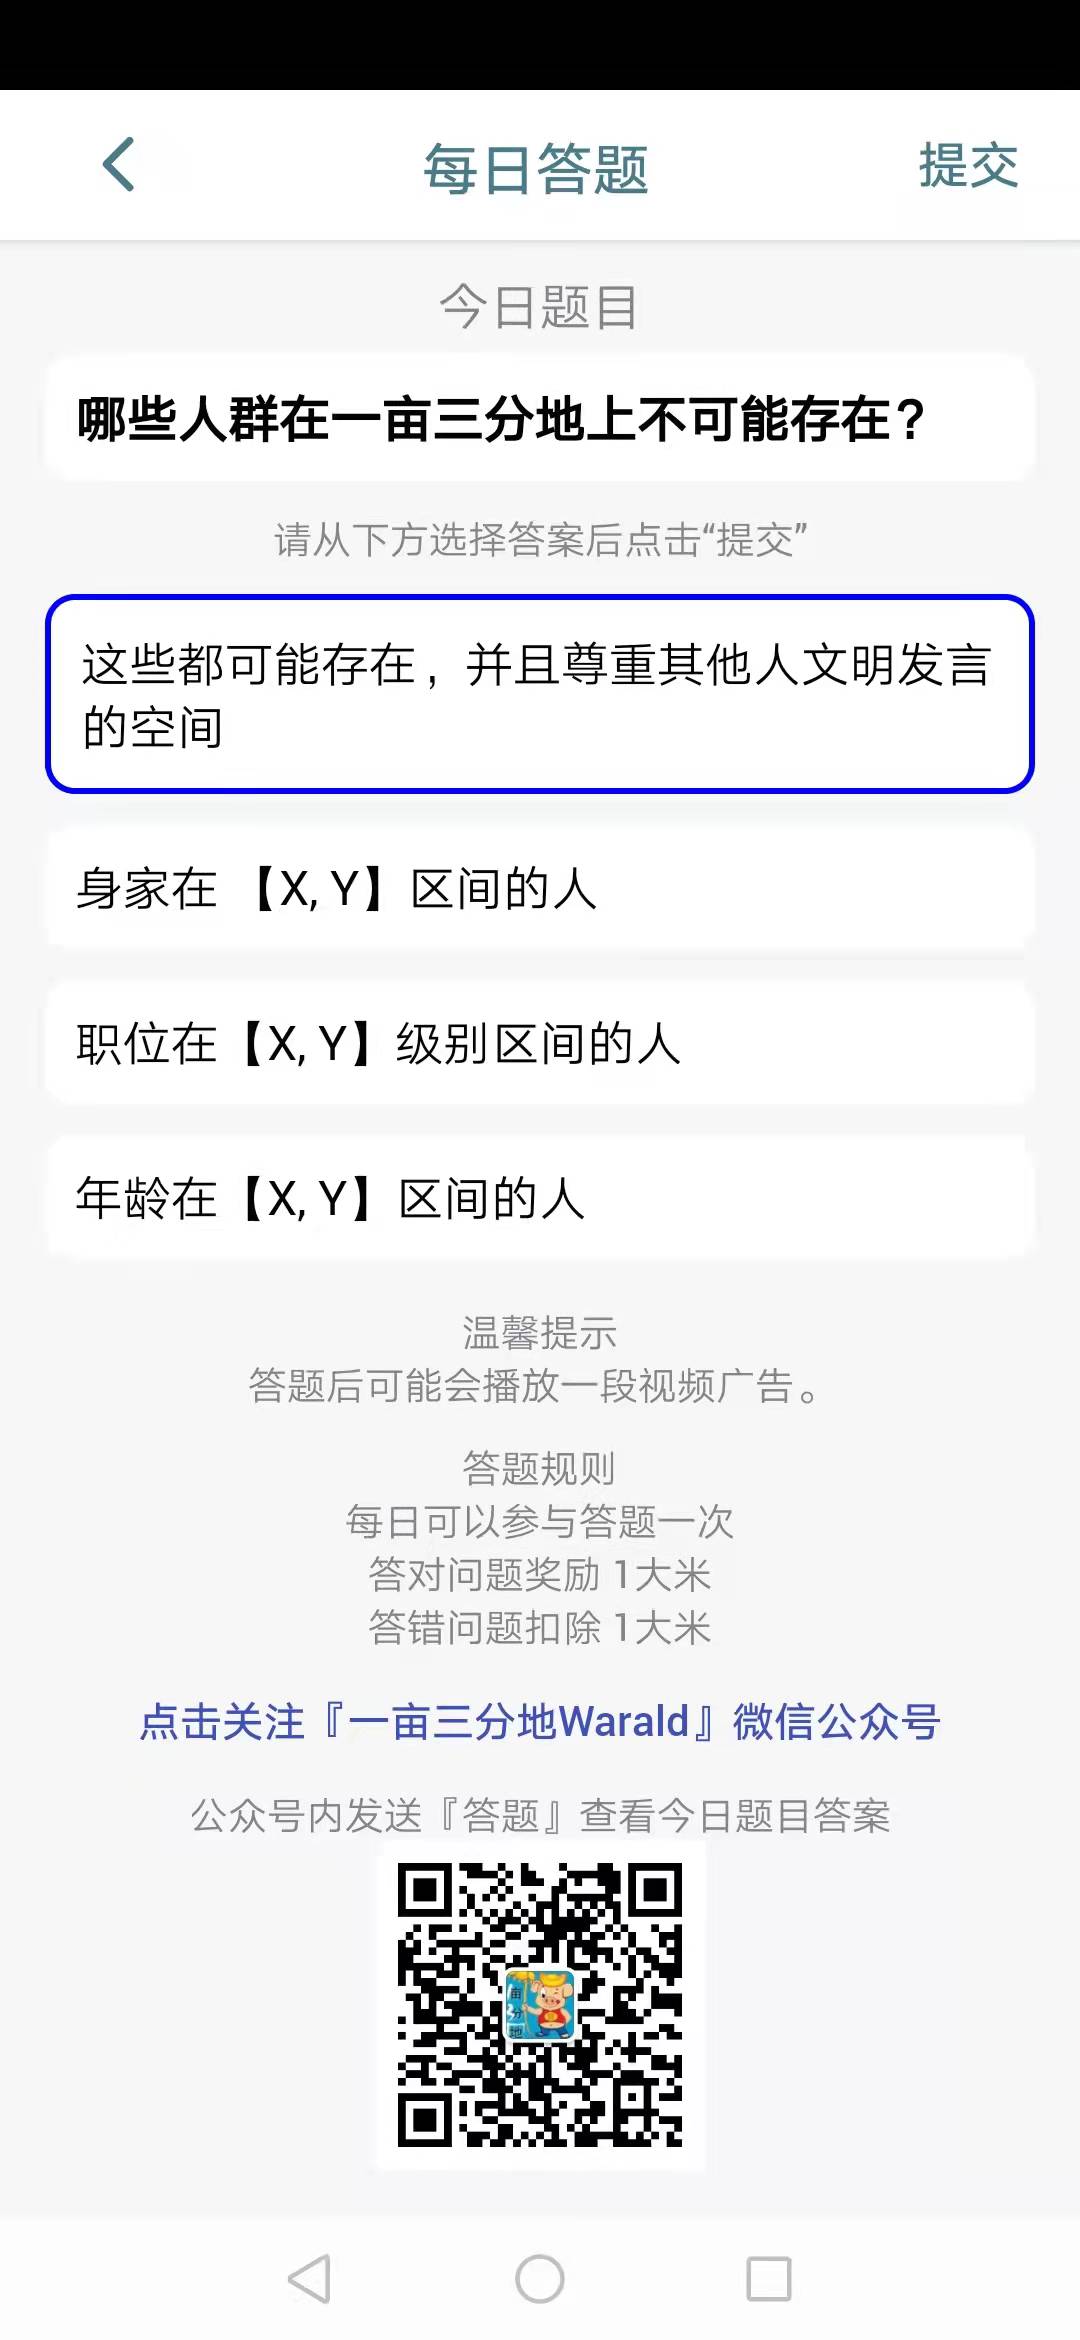 每日答题
提交
今日题目
哪些人群在一亩三分地上不可能存在？
请从下方选择答案后点击“提交”
这些都可能存在，并且尊重其他人文明发言
的空间
身家在 【X, Y】区间的人
职位在【X, Y】级别区间的人
年龄在【X, Y】区间的人
温馨提示
答题后可能会播放一段视频广告。
答题规则
每日可以参与答题一次
答对问题奖励 1大米
答错问题扣除 1大米
点击关注『一亩三分地Warald』微信公众号
公众号内发送『答题』查看今日题目答案